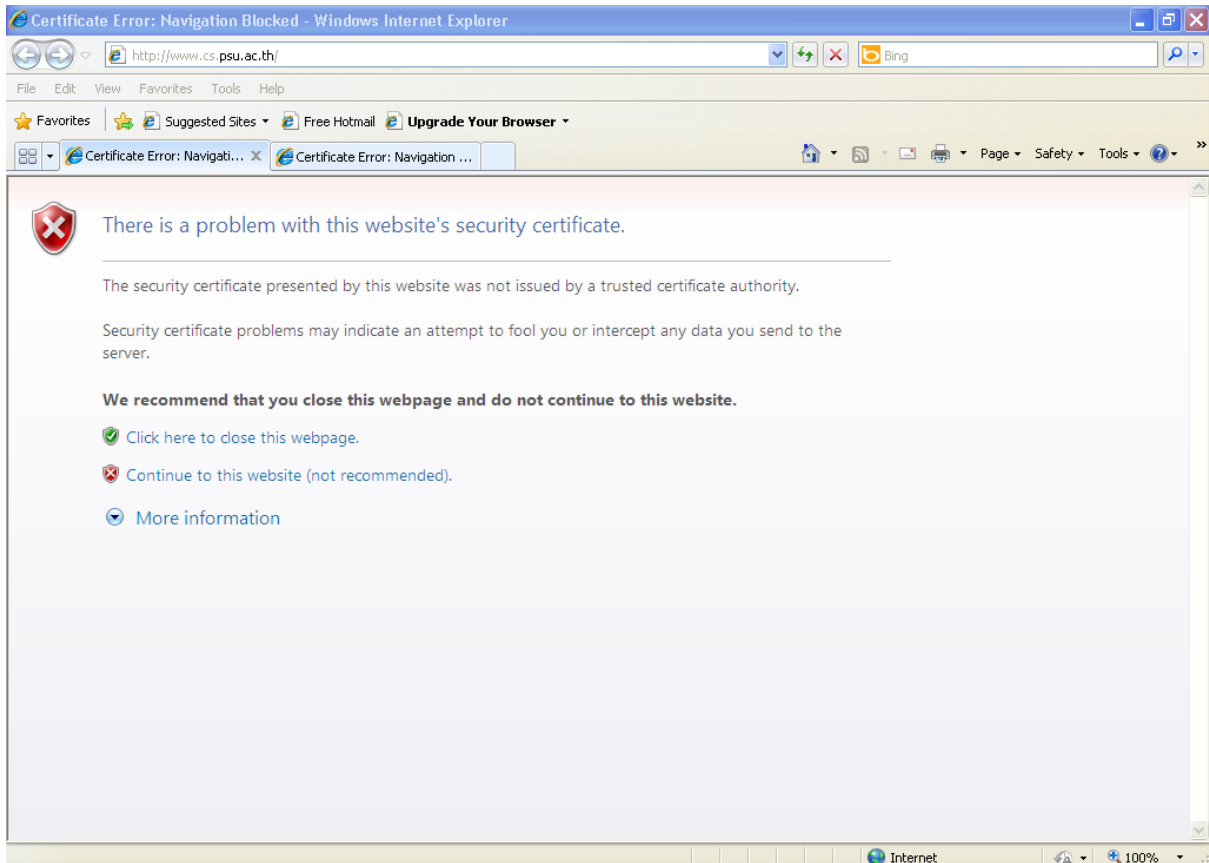 Certificate Error: Navigation Blocked - Windows Internet Explorer
http://www.cs.psu.ac.th/
Bing
File Edit View Favorites Tools Help
Favorites Suggested Sites Free Hotmail Upgrade Your Browser
Certificate Error: Navigati... Certificate Error: Navigation ... Page Safety Tools »
There is a problem with this website's security certificate.
The security certificate presented by this website was not issued by a trusted certificate authority.
Security certificate problems may indicate an attempt to fool you or intercept any data you send to the
server.
We recommend that you close this webpage and do not continue to this website.
Click here to close this webpage.
Continue to this website (not recommended).
More information
Internet 100%